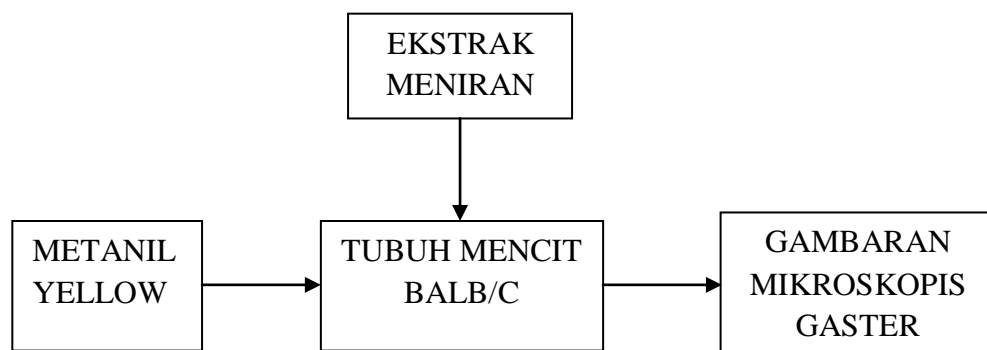 EKSTRAK
MENIRAN
METANIL
YELLOW
TUBUH MENCIT
BALB/C
GAMBARAN
MIKROSKOPIS
GASTER